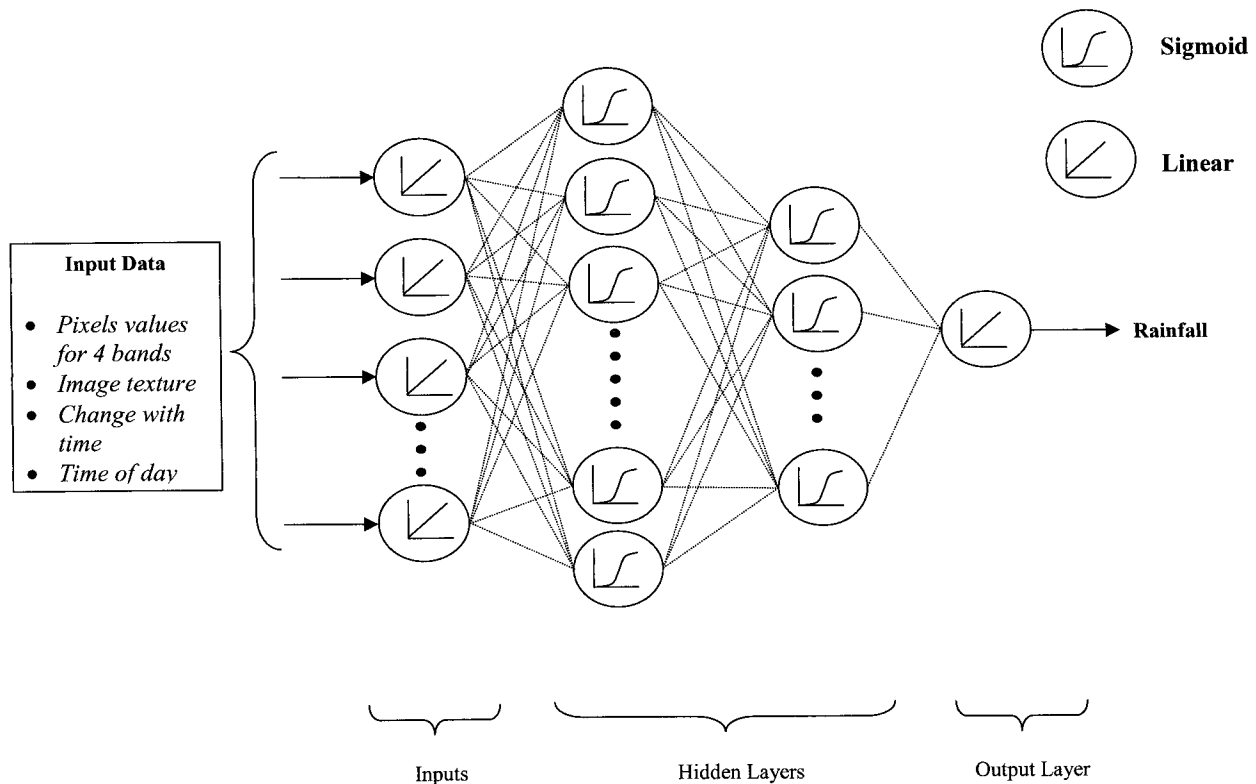 Sigmoid
Linear
Input Data
• Pixels values
for 4 bands
• Image texture
• Change with
time
• Time of day
Rainfall
Inputs
Hidden Layers
Output Layer